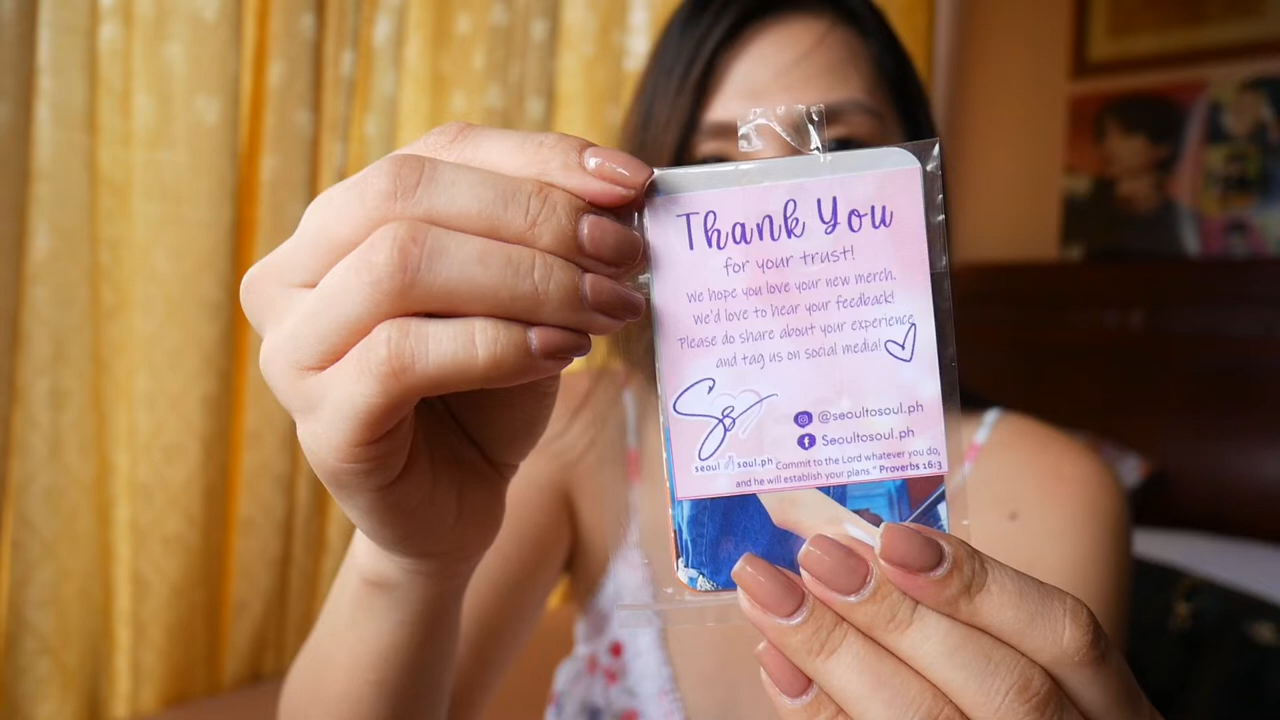 Thank You
for your trust!
We hope you love your new merch.
We'd love to hear your feedback!
Please do share about your experience
and tag us on social media!
So
seoul soul.ph
@seoultosoul.ph
Seoultosoul.ph
Commit to the Lord whatever you do,
and he will establish your plans." Proverbs 16:3